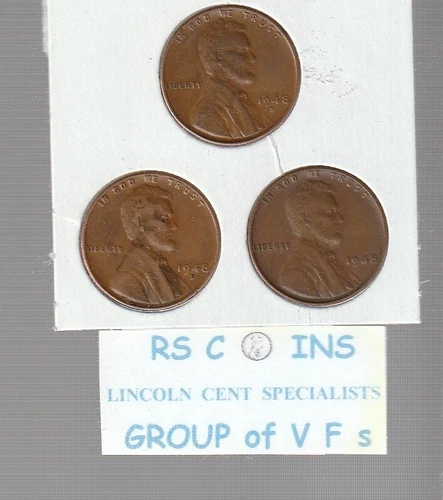 IN GOD WE TRUST
LIBERTY
1948
S
IN GOD WE TRUST
LIBERTY
1948
IN GOD WE TRUST
LIBERTY
1948
RS COINS
LINCOLN CENT SPECIALISTS
GROUP of V F s